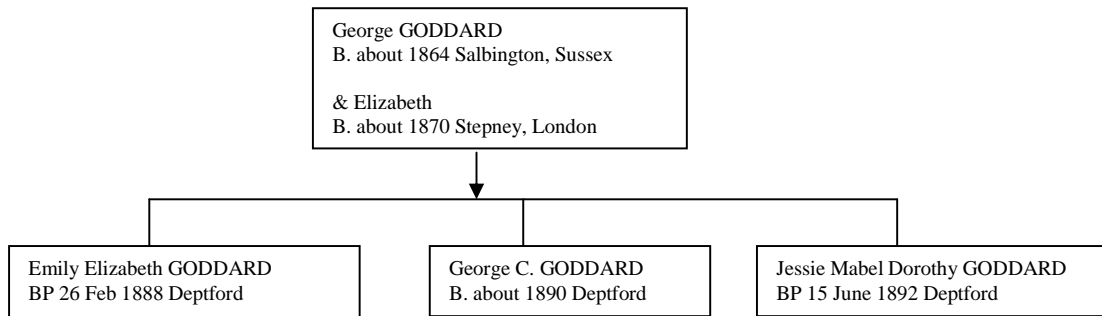 George GODDARD
B. about 1864 Salbington, Sussex
& Elizabeth
B. about 1870 Stepney, London
Emily Elizabeth GODDARD
BP 26 Feb 1888 Deptford
George C. GODDARD
B. about 1890 Deptford
Jessie Mabel Dorothy GODDARD
BP 15 June 1892 Deptford